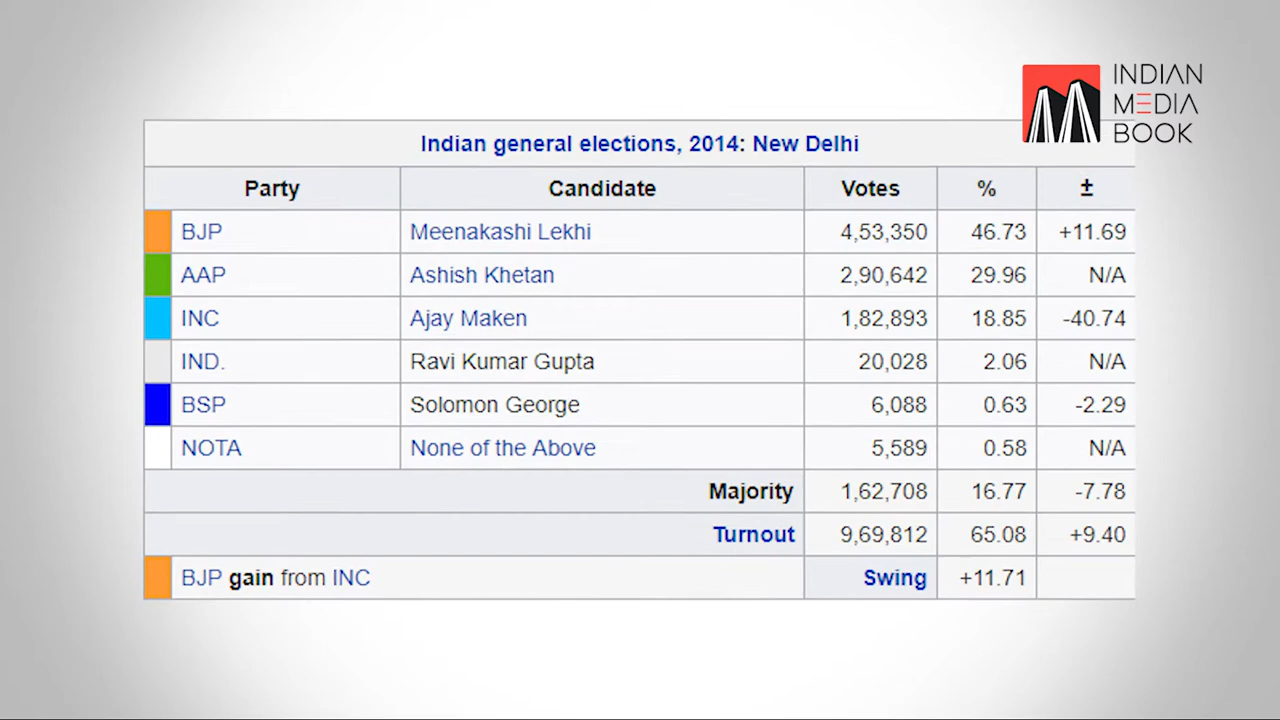 INDIAN
MEDIA
BOOK
Indian general elections, 2014: New Delhi
Party Candidate Votes % ±
BJP Meenakashi Lekhi 4,53,350 46.73 +11.69
AAP Ashish Khetan 2,90,642 29.96 N/A
INC Ajay Maken 1,82,893 18.85 -40.74
IND. Ravi Kumar Gupta 20,028 2.06 N/A
BSP Solomon George 6,088 0.63 -2.29
NOTA None of the Above 5,589 0.58 N/A
Majority 1,62,708 16.77 -7.78
Turnout 9,69,812 65.08 +9.40
BJP gain from INC Swing +11.71